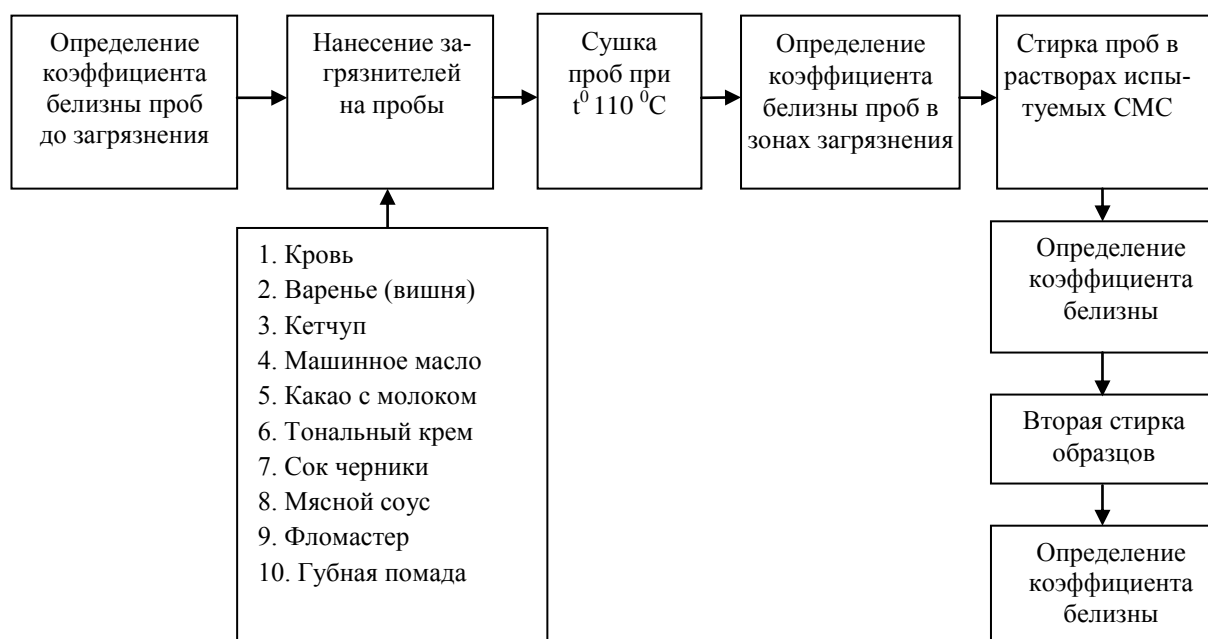 Определение
коэффициента
белизны проб
до загрязнения
Нанесение за-
грязнителей
на пробы
Сушка
проб при
t⁰ 110 ⁰С
Определение
коэффициента
белизны проб в
зонах загрязнения
Стирка проб в
растворах испы-
туемых СМС
1. Кровь
2. Варенье (вишня)
3. Кетчуп
4. Машинное масло
5. Какао с молоком
6. Тональный крем
7. Сок черники
8. Мясной соус
9. Фломастер
10. Губная помада
Определение
коэффициента
белизны
Вторая стирка
образцов
Определение
коэффициента
белизны